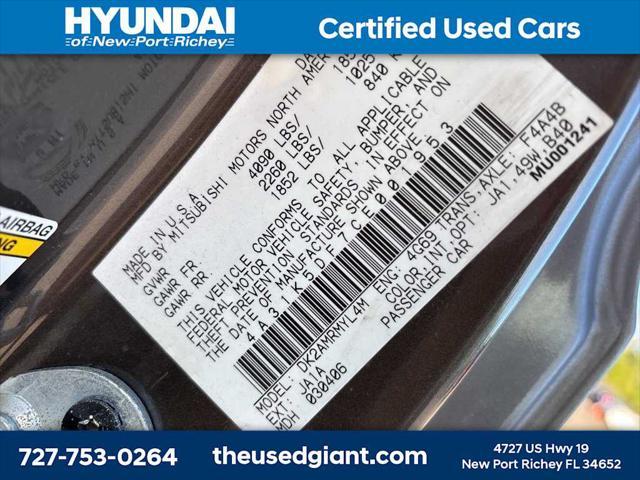 HYUNDAI
of New Port Richey
Certified Used Cars
MADE IN U.S.A.
MFD BY MITSUBISHI MOTORS NORTH AMER
GVWR 4090 LBS/
GAWR FR 2260 LBS/
GAWR RR 1852 LBS/
840
THIS VEHICLE CONFORMS TO ALL APPLICABLE
FEDERAL MOTOR VEHICLE SAFETY, BUMPER, AND
THEFT PREVENTION STANDARDS IN EFFECT ON
THE DATE OF MANUFACTURE SHOWN ABOVE.
MODEL: DK2AMRMYL4M ENG: 4G69 TRANS. AXLE: F4A4B
EXT: JA1A COLOR INT. OPT: JA1.49W.B40
MDH 030406 PASSENGER CAR MU001241
AIRBAG
NG
727-753-0264
theusedgiant.com
4727 US Hwy 19
New Port Richey FL 34652